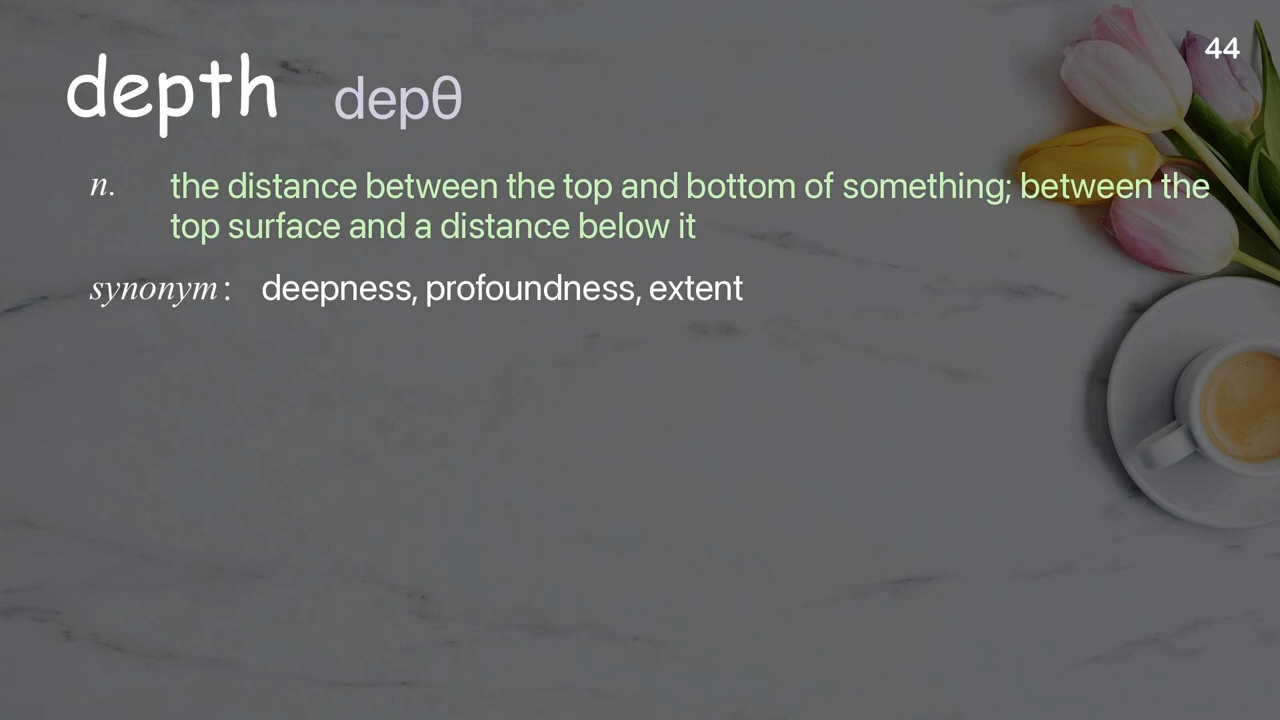 44
depth depθ
n. the distance between the top and bottom of something; between the
top surface and a distance below it
synonym: deepness, profoundness, extent